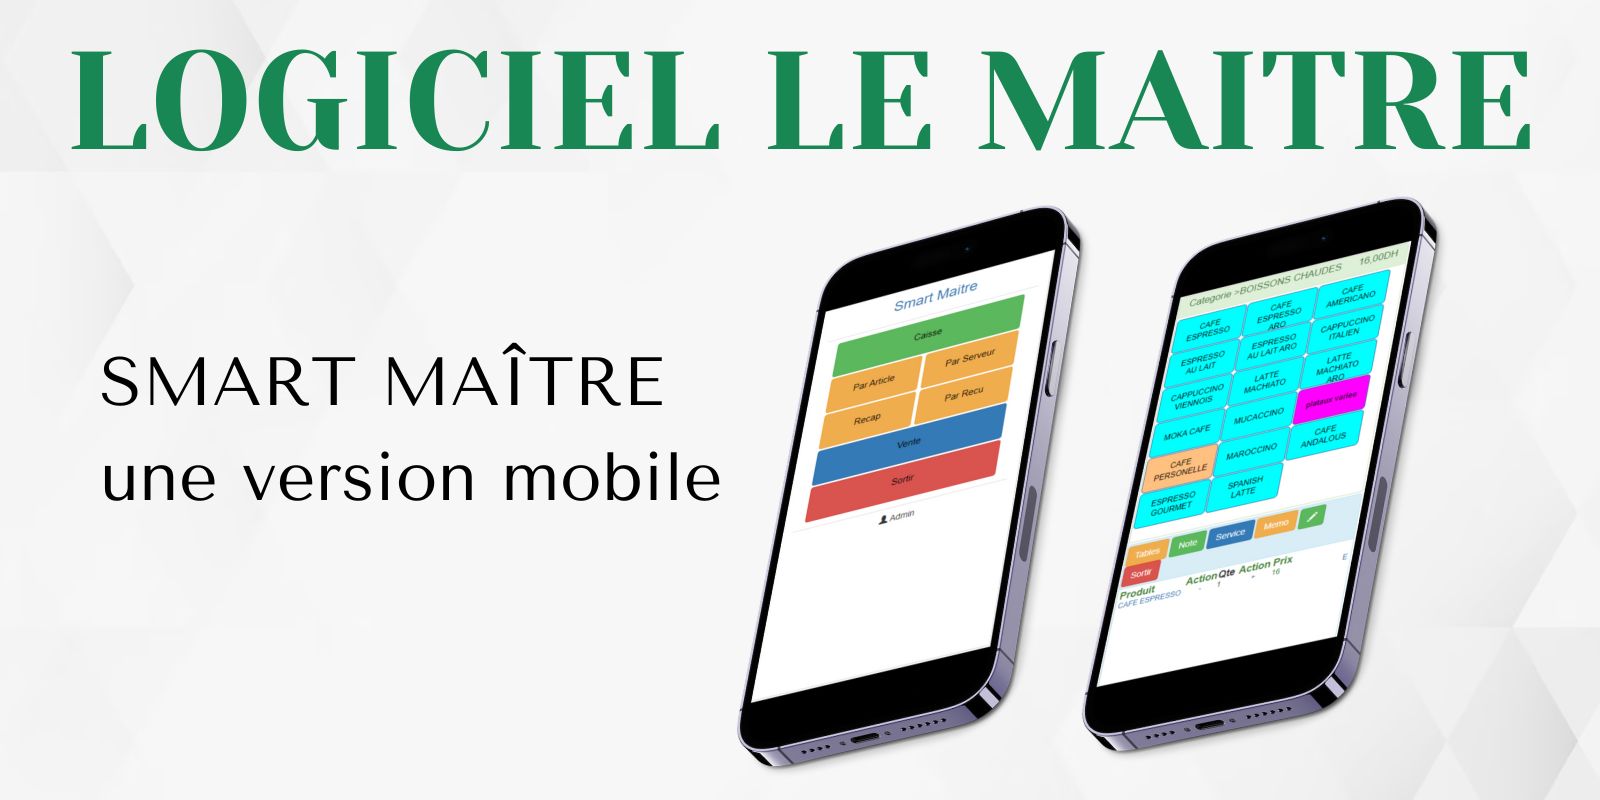 LOGICIEL LE MAITRE
SMART MAÎTRE
une version mobile
Smart Maitre
Caisse
Par Article
Par Serveur
Recap
Par Recu
Vente
Sortir
Admin
Categorie >BOISSONS CHAUDES 16,00DH
CAFE
ESPRESSO
CAFE
ESPRESSO
ARO
CAFE
AMERICANO
ESPRESSO
AU LAIT
ESPRESSO
AU LAIT ARO
CAPPUCCINO
ITALIEN
CAPPUCCINO
VIENNOIS
LATTE
MACHIATO
LATTE
MACHIATO
ARO
MOKA CAFE
MUCACCINO
plateaux varies
CAFE
PERSONELLE
MAROCCINO
CAFE
ANDALOUS
ESPRESSO
GOURMET
SPANISH
LATTE
Tables
Note
Service
Memo
Sortir
Produit Action Qte Action Prix E
CAFE ESPRESSO - 1 + 16